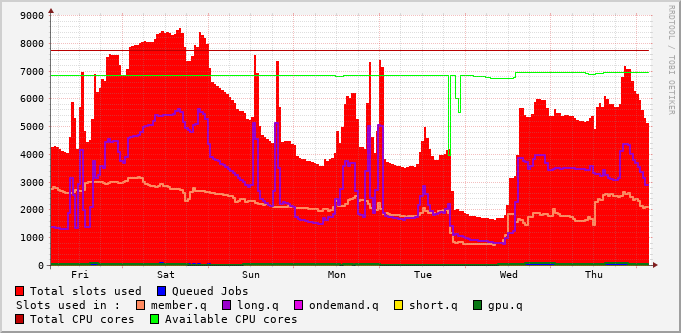 9000
8000
7000
6000
5000
4000
3000
2000
1000
0
Fri Sat Sun Mon Tue Wed Thu
Total slots used Queued Jobs
Slots used in : member.q long.q ondemand.q short.q gpu.q
Total CPU cores Available CPU cores
RRDTOOL / TOBI OETIKER